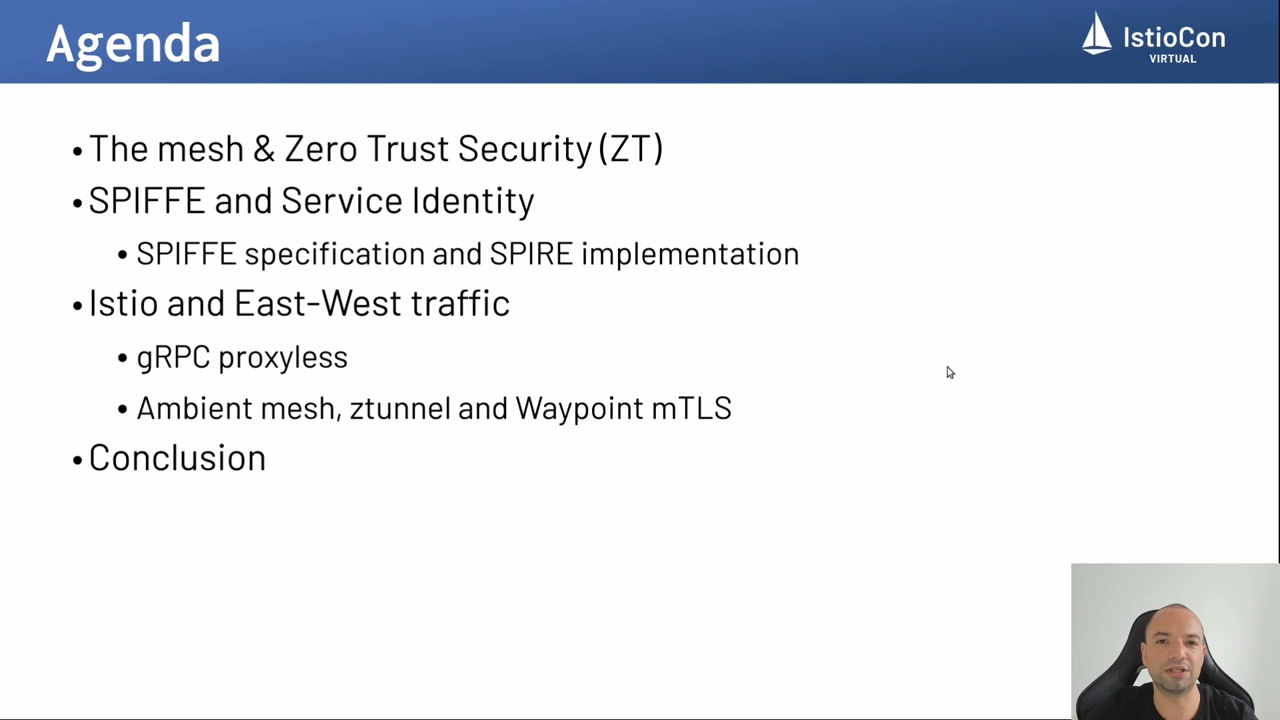 Agenda
IstioCon
VIRTUAL
• The mesh & Zero Trust Security (ZT)
• SPIFFE and Service Identity
• SPIFFE specification and SPIRE implementation
• Istio and East-West traffic
• gRPC proxyless
• Ambient mesh, ztunnel and Waypoint mTLS
• Conclusion